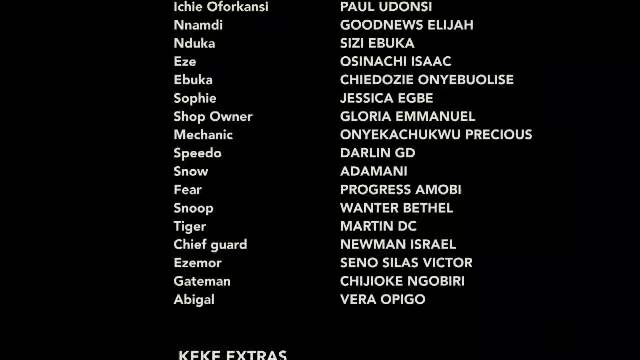 Ichie Oforkansi PAUL UDONSI
Nnamdi GOODNEWS ELIJAH
Nduka SIZI EBUKA
Eze OSINACHI ISAAC
Ebuka CHIEDOZIE ONYEBUOLISE
Sophie JESSICA EGBE
Shop Owner GLORIA EMMANUEL
Mechanic ONYEKACHUKWU PRECIOUS
Speedo DARLIN GD
Snow ADAMANI
Fear PROGRESS AMOBI
Snoop WANTER BETHEL
Tiger MARTIN DC
Chief guard NEWMAN ISRAEL
Ezemor SENO SILAS VICTOR
Gateman CHIJIOKE NGOBIRI
Abigal VERA OPIGO
KEKE EXTRAS